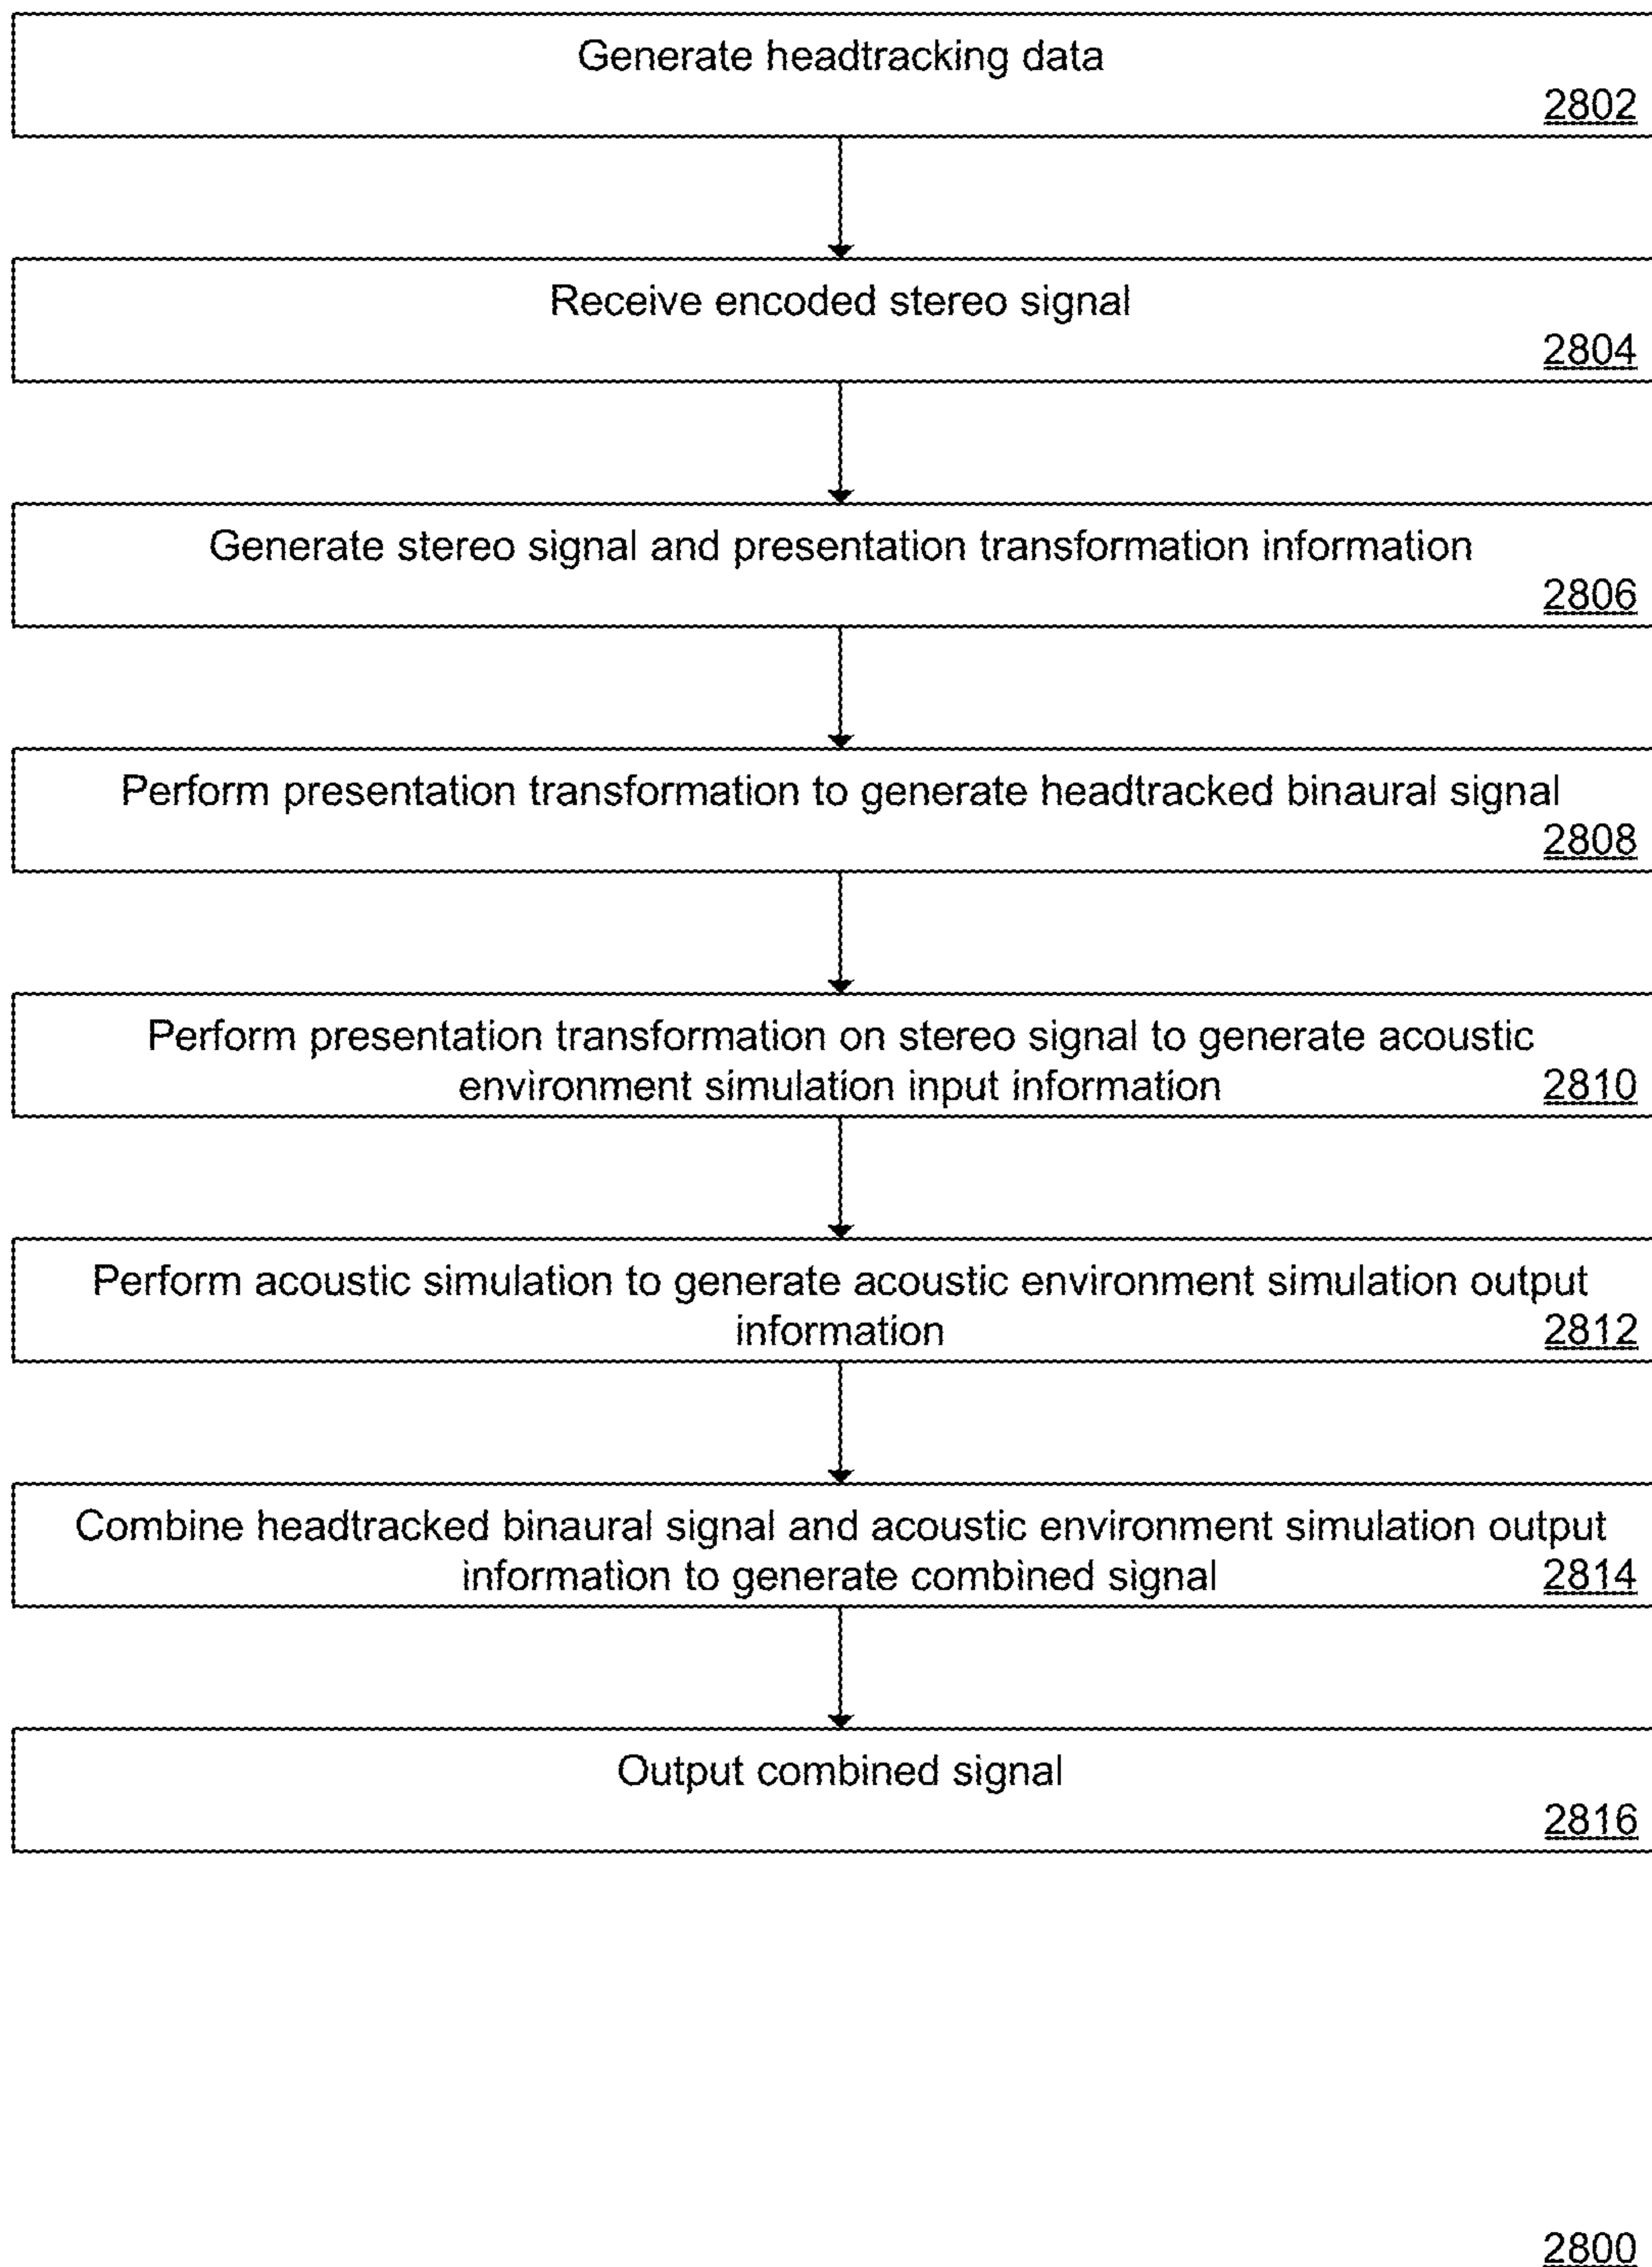 Generate headtracking data
2802
Receive encoded stereo signal
2804
Generate stereo signal and presentation transformation information
2806
Perform presentation transformation to generate headtracked binaural signal
2808
Perform presentation transformation on stereo signal to generate acoustic
environment simulation input information 2810
Perform acoustic simulation to generate acoustic environment simulation output
information 2812
Combine headtracked binaural signal and acoustic environment simulation output
information to generate combined signal 2814
Output combined signal
2816
2800